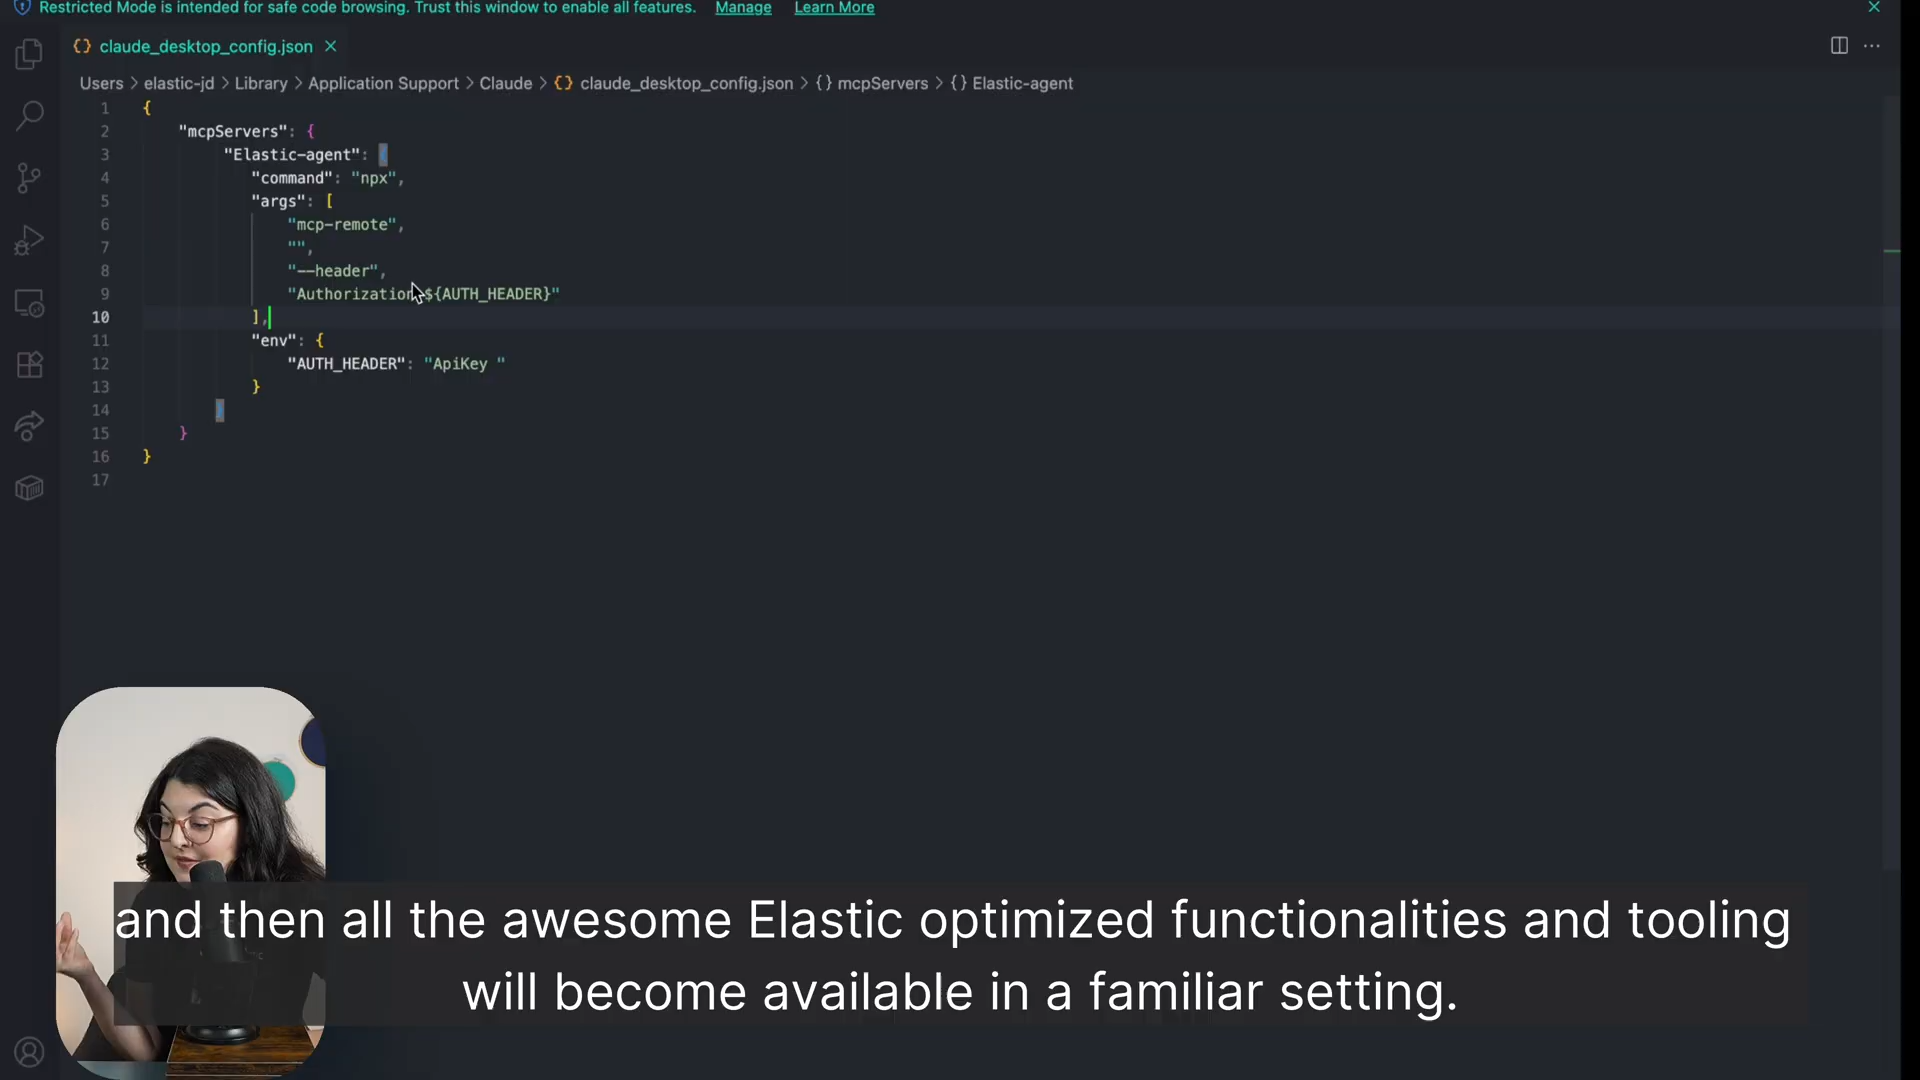 Restricted Mode is intended for safe code browsing. Trust this window to enable all features. Manage Learn More
claude_desktop_config.json
Users > elastic-jd > Library > Application Support > Claude > {} claude_desktop_config.json > {} mcpServers > {} Elastic-agent
1 {
2 "mcpServers": {
3 "Elastic-agent": {
4 "command": "npx",
5 "args": [
6 "mcp-remote",
7 "",
8 "--header",
9 "Authorization:${AUTH_HEADER}"
10 ],
11 "env": {
12 "AUTH_HEADER": "ApiKey "
13 }
14 }
15 }
16 }
17
and then all the awesome Elastic optimized functionalities and tooling
will become available in a familiar setting.